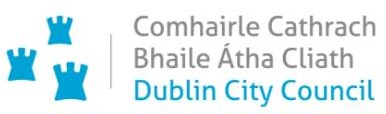 Comhairle Cathrach
Bhaile Átha Cliath
Dublin City Council